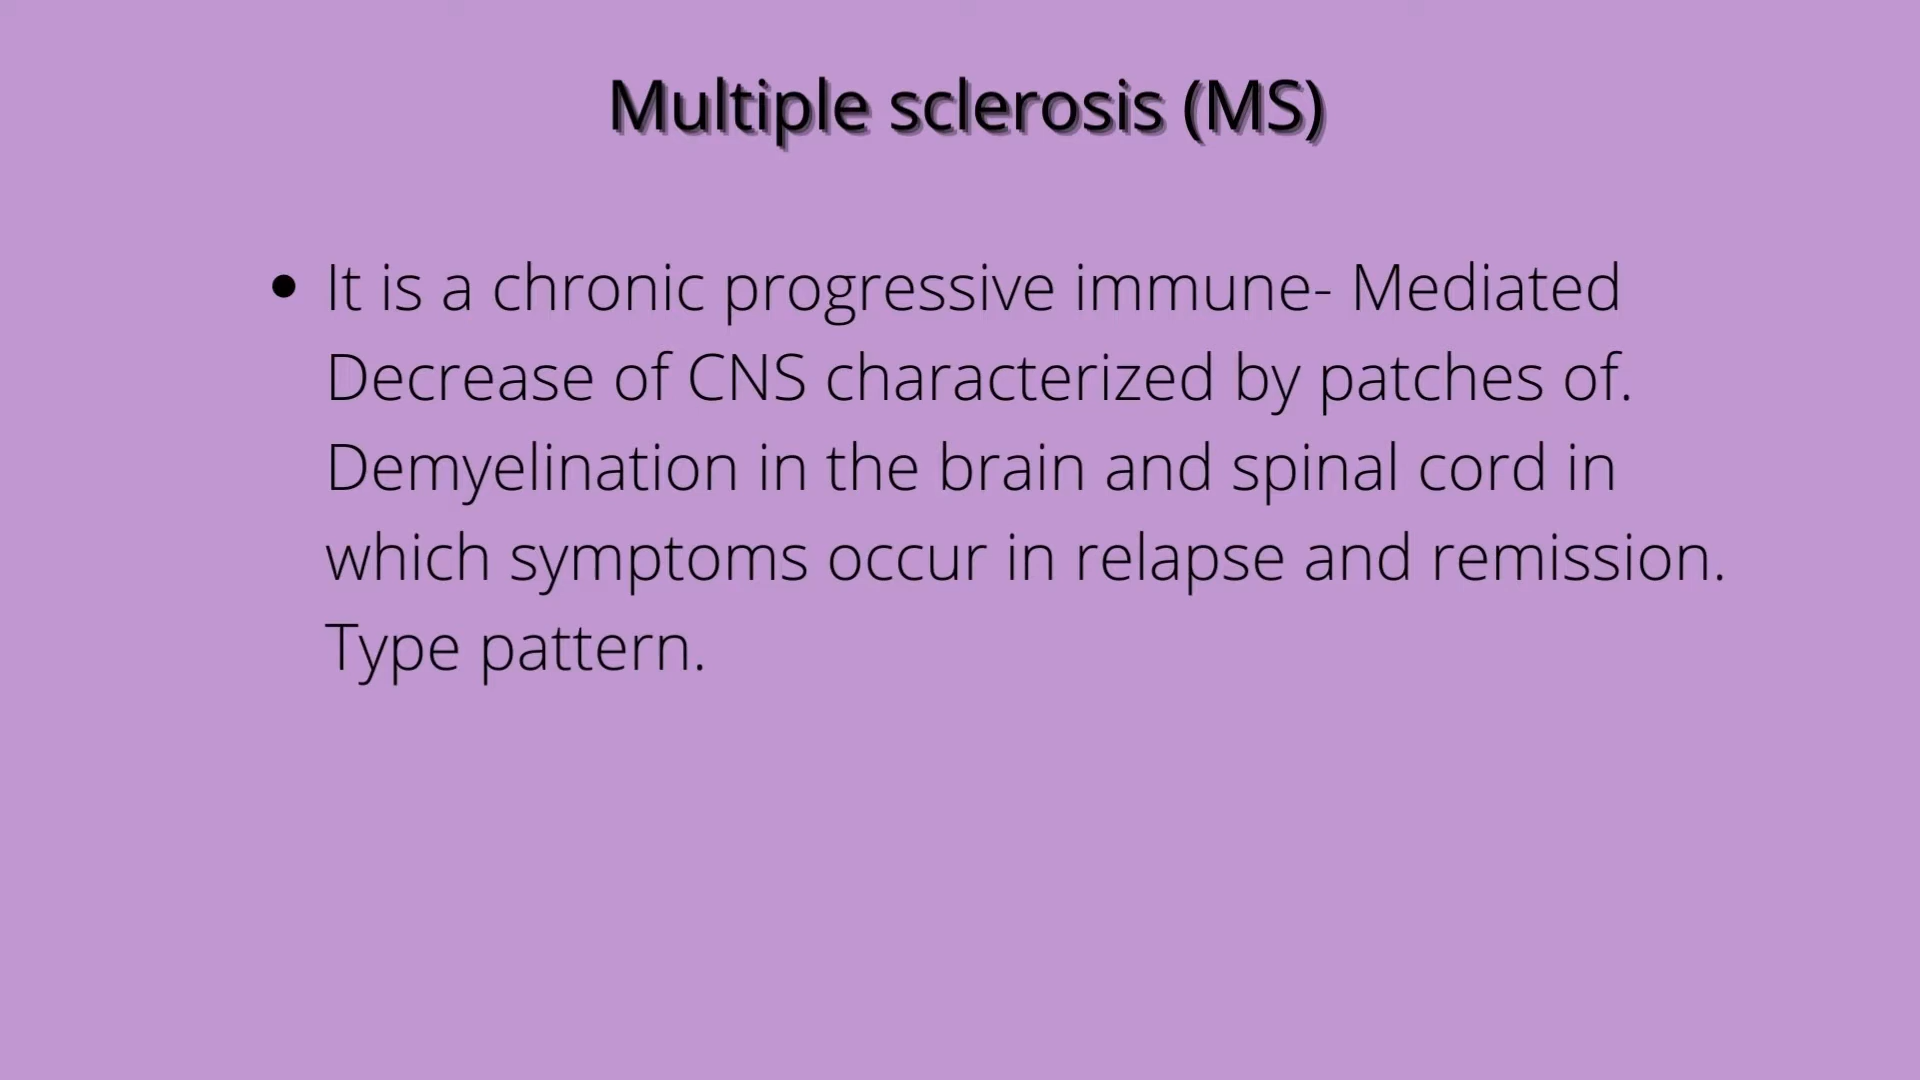 Multiple sclerosis (MS)
• It is a chronic progressive immune- Mediated
Decrease of CNS characterized by patches of.
Demyelination in the brain and spinal cord in
which symptoms occur in relapse and remission.
Type pattern.